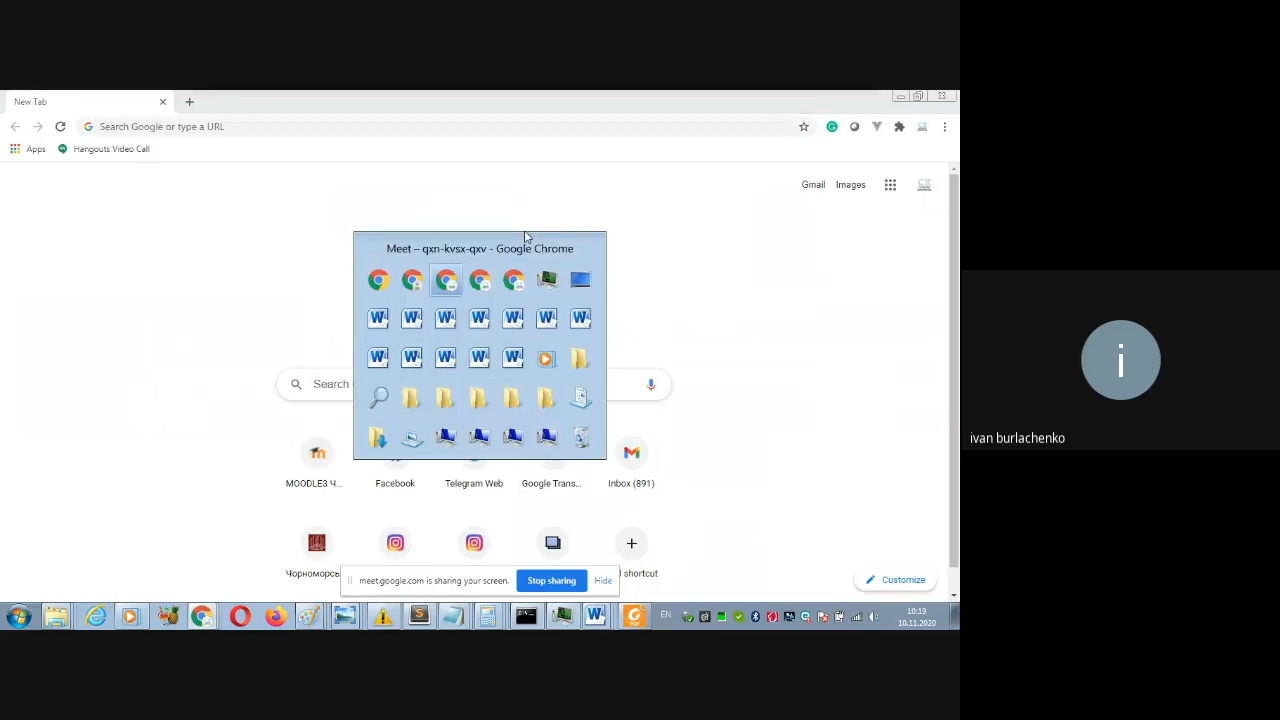 New Tab
Search Google or type a URL
Apps
Hangouts Video Call
Gmail
Images
Meet – qxn-kvsx-qxv - Google Chrome
Search
MOODLE3 Ч...
Facebook
Telegram Web
Google Trans...
Inbox (891)
Чорноморсь
shortcut
meet.google.com is sharing your screen.
Stop sharing
Hide
Customize
EN
10:19
10.11.2020
i
ivan burlachenko